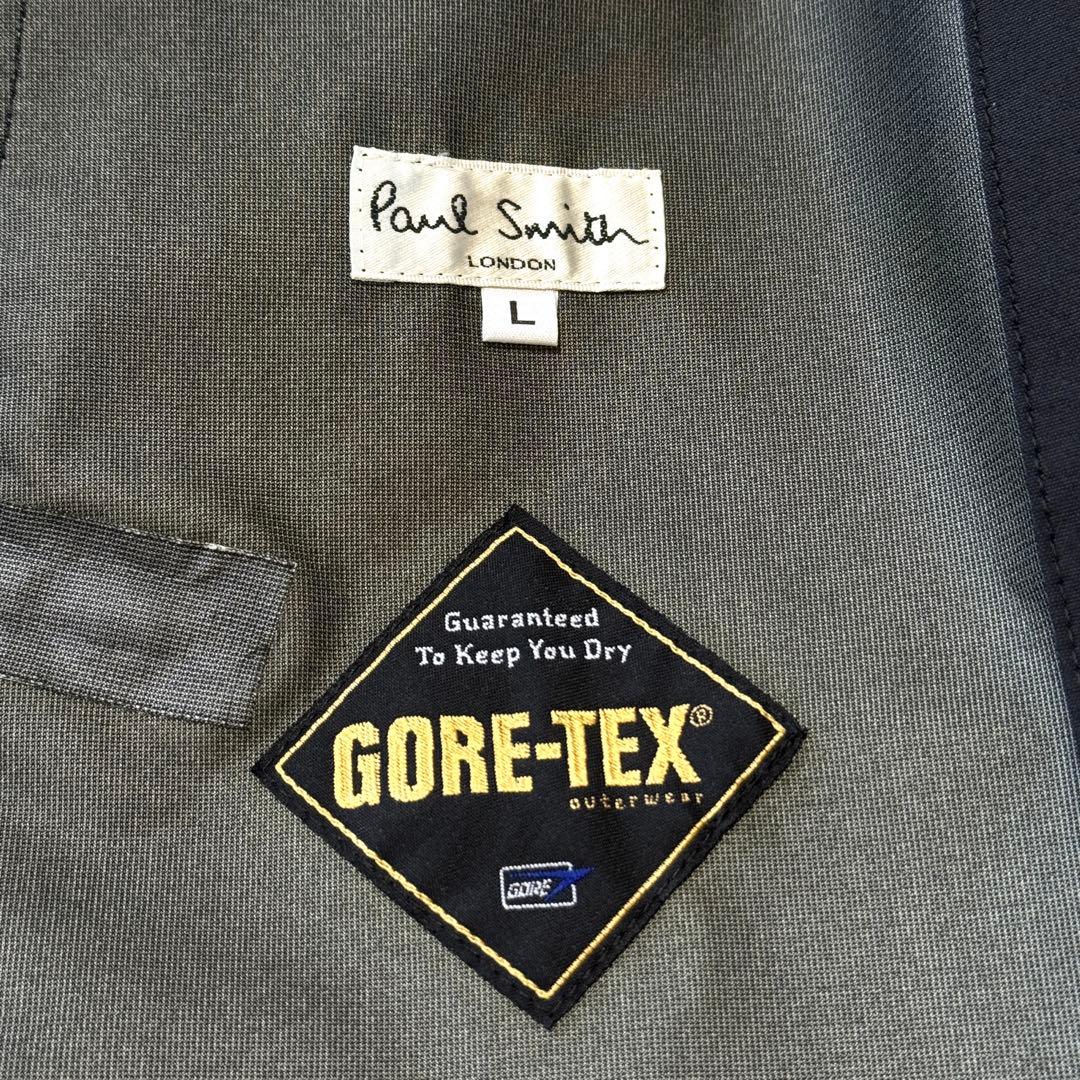 Paul Smith
LONDON
L
Guaranteed
To Keep You Dry
GORE-TEX®
outerwear
GORE